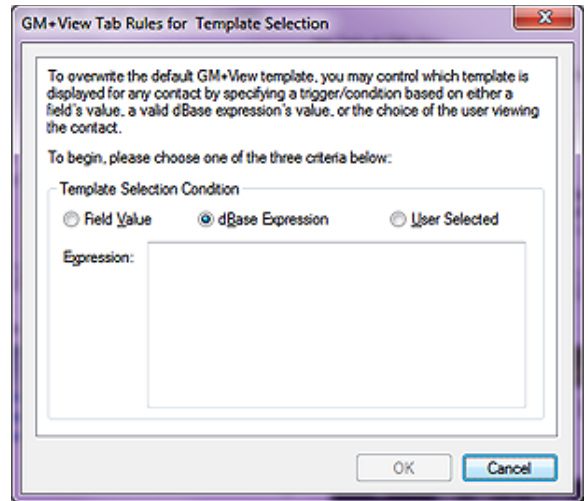 GM+View Tab Rules for Template Selection
To overwrite the default GM+View template, you may control which template is
displayed for any contact by specifying a trigger/condition based on either a
field's value, a valid dBase expression's value, or the choice of the user viewing
the contact.
To begin, please choose one of the three criteria below:
Template Selection Condition
Field Value dBase Expression User Selected
Expression:
OK Cancel